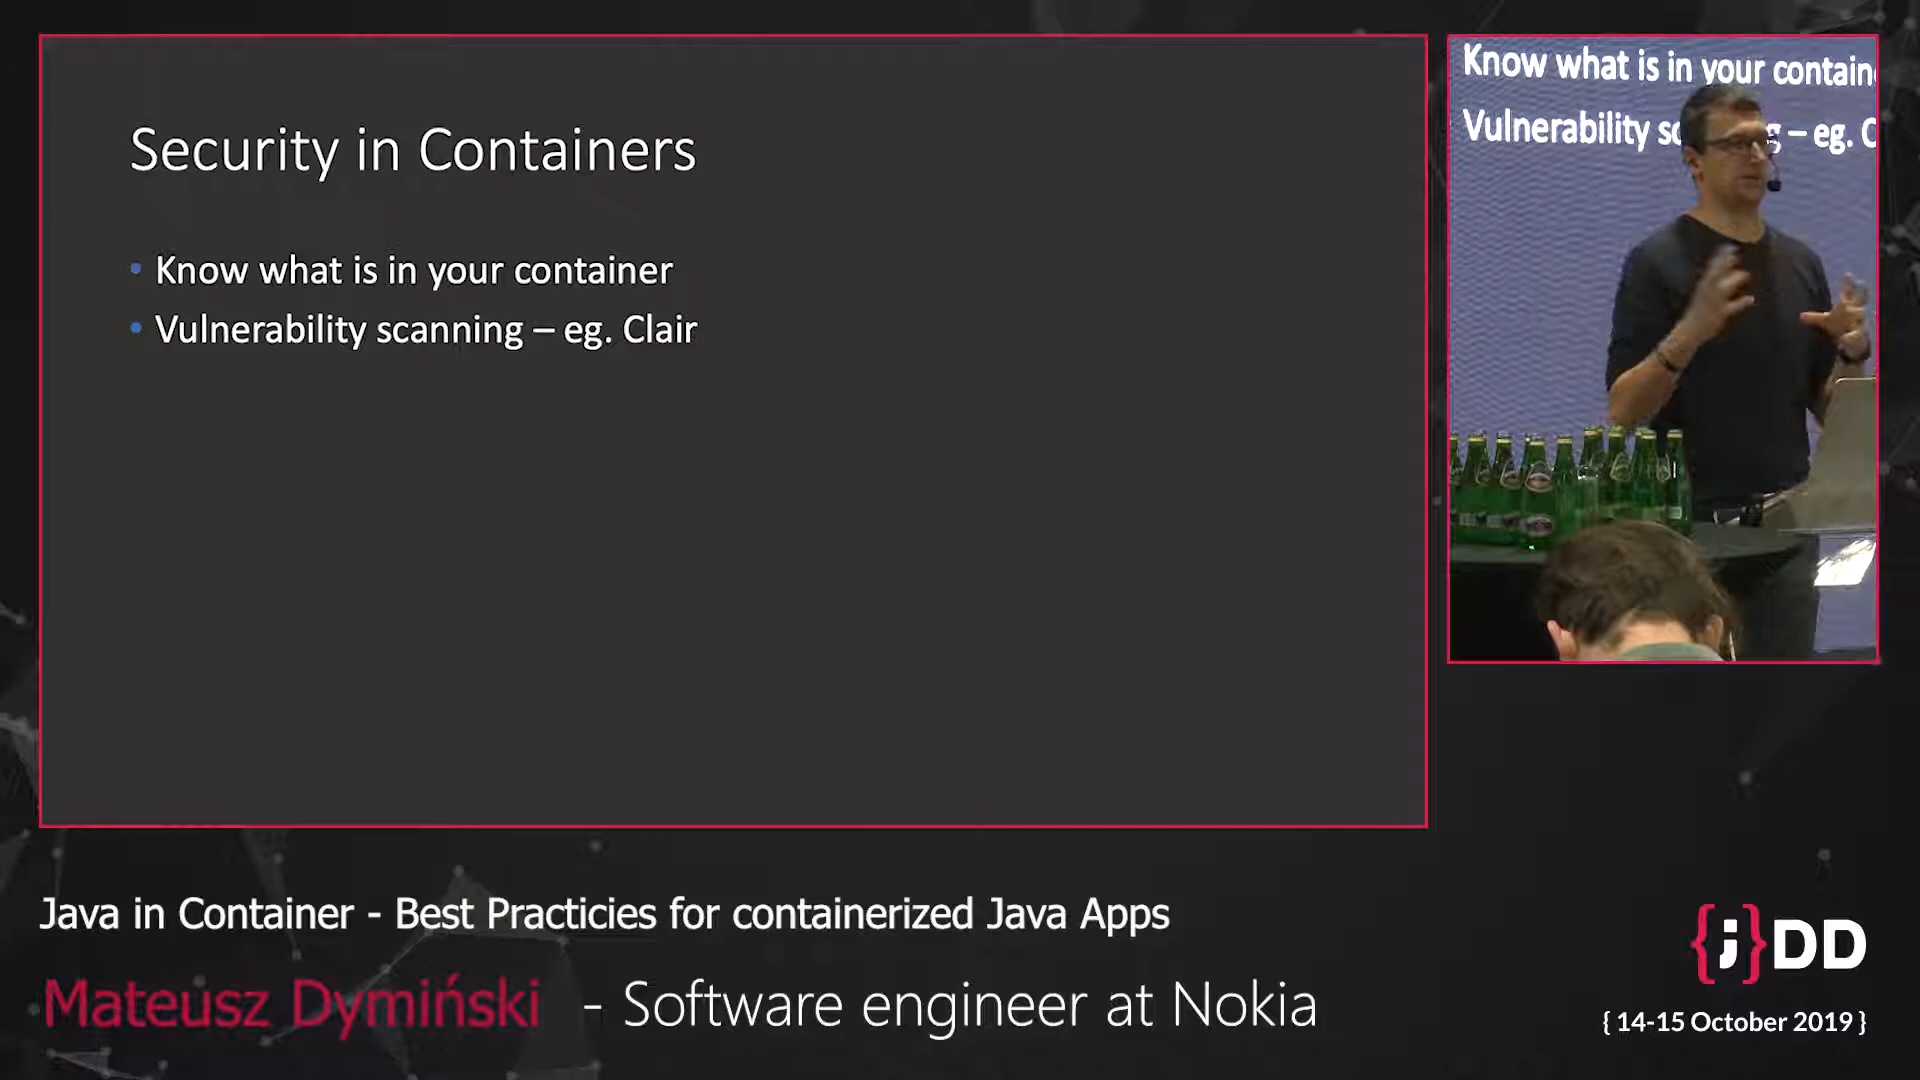 Security in Containers
• Know what is in your container
• Vulnerability scanning – eg. Clair
Know what is in your contain
Vulnerability sc g – eg. C
Java in Container - Best Practicies for containerized Java Apps
Mateusz Dymiński - Software engineer at Nokia
{;}DD
{ 14-15 October 2019 }